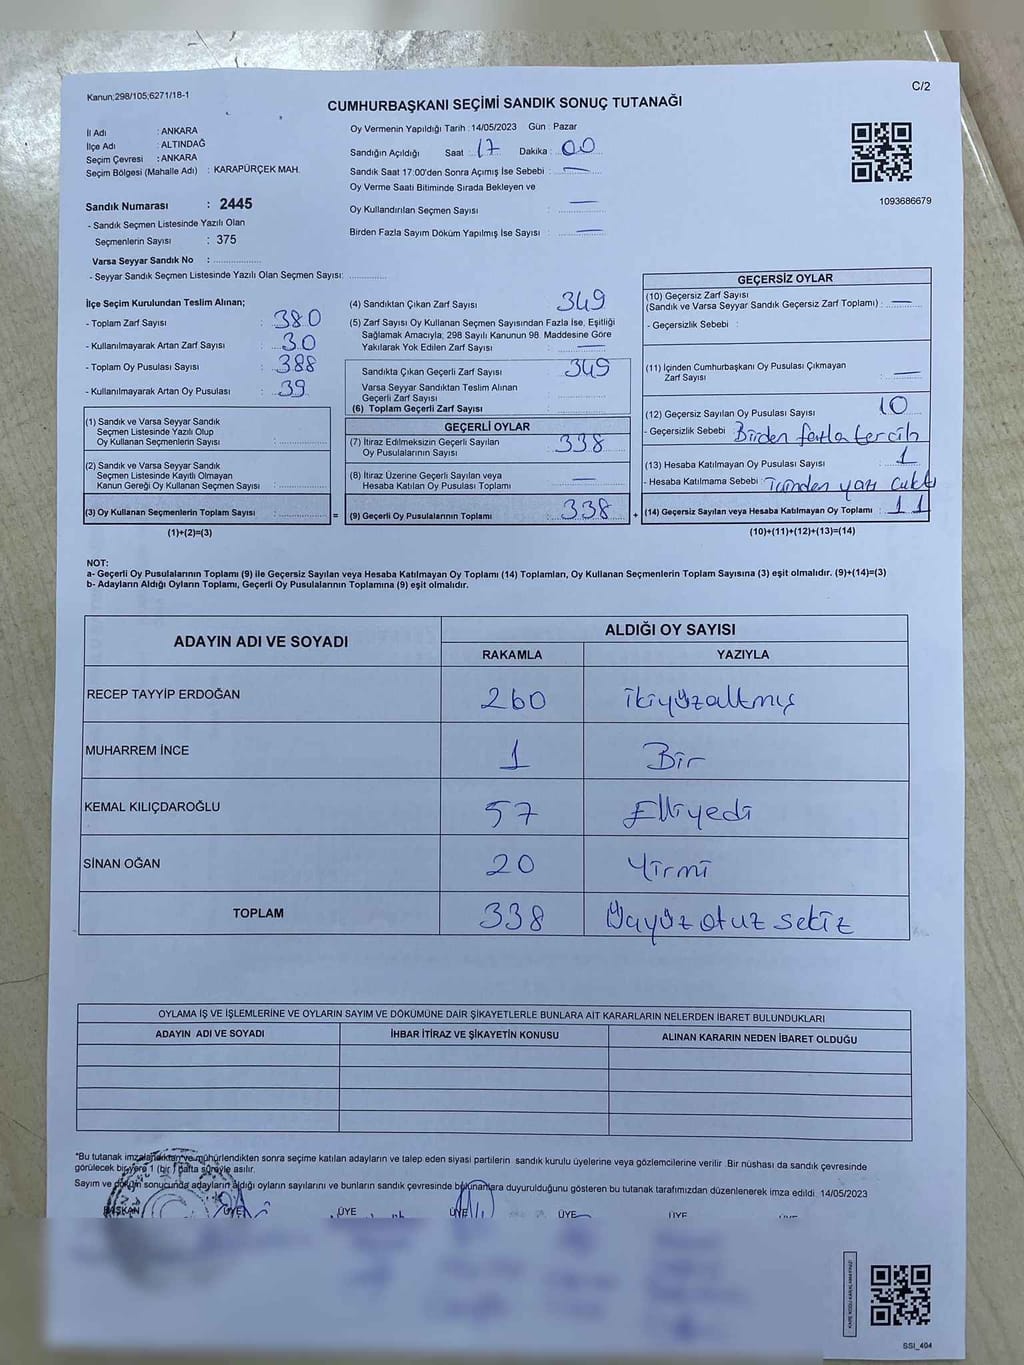 Kanun;298/105;6271/18-1
C/2
CUMHURBAŞKANI SEÇİMİ SANDIK SONUÇ TUTANAĞI
İl Adı : ANKARA
İlçe Adı : ALTINDAĞ
Seçim Çevresi : ANKARA
Seçim Bölgesi (Mahalle Adı) : KARAPÜRÇEK MAH.
Sandık Numarası : 2445
- Sandık Seçmen Listesinde Yazılı Olan
Seçmenlerin Sayısı : 375
Varsa Seyyar Sandık No :
- Seyyar Sandık Seçmen Listesinde Yazılı Olan Seçmen Sayısı:
Oy Vermenin Yapıldığı Tarih :14/05/2023 Gün : Pazar
Sandığın Açıldığı Saat : 17 Dakika : 00
Sandık Saat 17:00'den Sonra Açımış İse Sebebi : —
Oy Verme Saati Bitiminde Sırada Bekleyen ve
Oy Kullandırılan Seçmen Sayısı : —
Birden Fazla Sayım Döküm Yapılmış İse Sayısı : —
1093686679
İlçe Seçim Kurulundan Teslim Alınan;
- Toplam Zarf Sayısı : 380
- Kullanılmayarak Artan Zarf Sayısı : 30
- Toplam Oy Pusulası Sayısı : 388
- Kullanılmayarak Artan Oy Pusulası : 39
(1) Sandık ve Varsa Seyyar Sandık
Seçmen Listesinde Yazılı Olup
Oy Kullanan Seçmenlerin Sayısı :
(2) Sandık ve Varsa Seyyar Sandık
Seçmen Listesinde Kayıtlı Olmayan
Kanun Gereği Oy Kullanan Seçmen Sayısı :
(3) Oy Kullanan Seçmenlerin Toplam Sayısı :
(1)+(2)=(3)
(4) Sandıktan Çıkan Zarf Sayısı : 349
(5) Zarf Sayısı Oy Kullanan Seçmen Sayısından Fazla İse, Eşitliği
Sağlamak Amacıyla; 298 Sayılı Kanunun 98. Maddesine Göre
Yakılarak Yok Edilen Zarf Sayısı : —
Sandıkta Çıkan Geçerli Zarf Sayısı : 349
Varsa Seyyar Sandıktan Teslim Alınan
Geçerli Zarf Sayısı :
(6) Toplam Geçerli Zarf Sayısı :
GEÇERLİ OYLAR
(7) İtiraz Edilmeksizin Geçerli Sayılan
Oy Pusulalarının Sayısı : 338
(8) İtiraz Üzerine Geçerli Sayılan veya
Hesaba Katılan Oy Pusulası Toplamı : —
= (9) Geçerli Oy Pusulalarının Toplamı : 338 +
GEÇERSİZ OYLAR
(10) Geçersiz Zarf Sayısı
(Sandık ve Varsa Seyyar Sandık Geçersiz Zarf Toplamı) : —
- Geçersizlik Sebebi :
(11) İçinden Cumhurbaşkanı Oy Pusulası Çıkmayan
Zarf Sayısı : —
(12) Geçersiz Sayılan Oy Pusulası Sayısı : 10
- Geçersizlik Sebebi : Birden fazla tercih
(13) Hesaba Katılmayan Oy Pusulası Sayısı : 1
- Hesaba Katılmama Sebebi : içinden yazı çıktı
(14) Geçersiz Sayılan veya Hesaba Katılmayan Oy Toplamı : 11
(10)+(11)+(12)+(13)=(14)
NOT:
a- Geçerli Oy Pusulalarının Toplamı (9) ile Geçersiz Sayılan veya Hesaba Katılmayan Oy Toplamı (14) Toplamları, Oy Kullanan Seçmenlerin Toplam Sayısına (3) eşit olmalıdır. (9)+(14)=(3)
b- Adayların Aldığı Oyların Toplamı, Geçerli Oy Pusulalarının Toplamına (9) eşit olmalıdır.
ADAYIN ADI VE SOYADI
ALDIĞI OY SAYISI
RAKAMLA YAZIYLA
RECEP TAYYİP ERDOĞAN 260 ikiyüzaltmış
MUHARREM İNCE 1 Bir
KEMAL KILIÇDAROĞLU 57 Elliyedi
SİNAN OĞAN 20 Yirmi
TOPLAM 338 Üçyüzotuz sekiz
OYLAMA İŞ VE İŞLEMLERİNE VE OYLARIN SAYIM VE DÖKÜMÜNE DAİR ŞİKAYETLERLE BUNLARA AİT KARARLARIN NELERDEN İBARET BULUNDUKLARI
ADAYIN ADI VE SOYADI İHBAR İTİRAZ VE ŞİKAYETİN KONUSU ALINAN KARARIN NEDEN İBARET OLDUĞU
*Bu tutanak imzalandıktan ve mühürlendikten sonra seçime katılan adayların ve talep eden siyasi partilerin sandık kurulu üyelerine veya gözlemcilerine verilir. Bir nüshası da sandık çevresinde
görülecek bir yere 1 (bir) hafta süreyle asılır.
Sayım ve döküm sonucunda adayların aldığı oyların sayılarını ve bunların sandık çevresinde bulunanlara duyurulduğunu gösteren bu tutanak tarafımızdan düzenlenerek imza edildi. 14/05/2023
BAŞKAN ÜYE ÜYE ÜYE ÜYE ÜYE ÜYE
SSİ_404